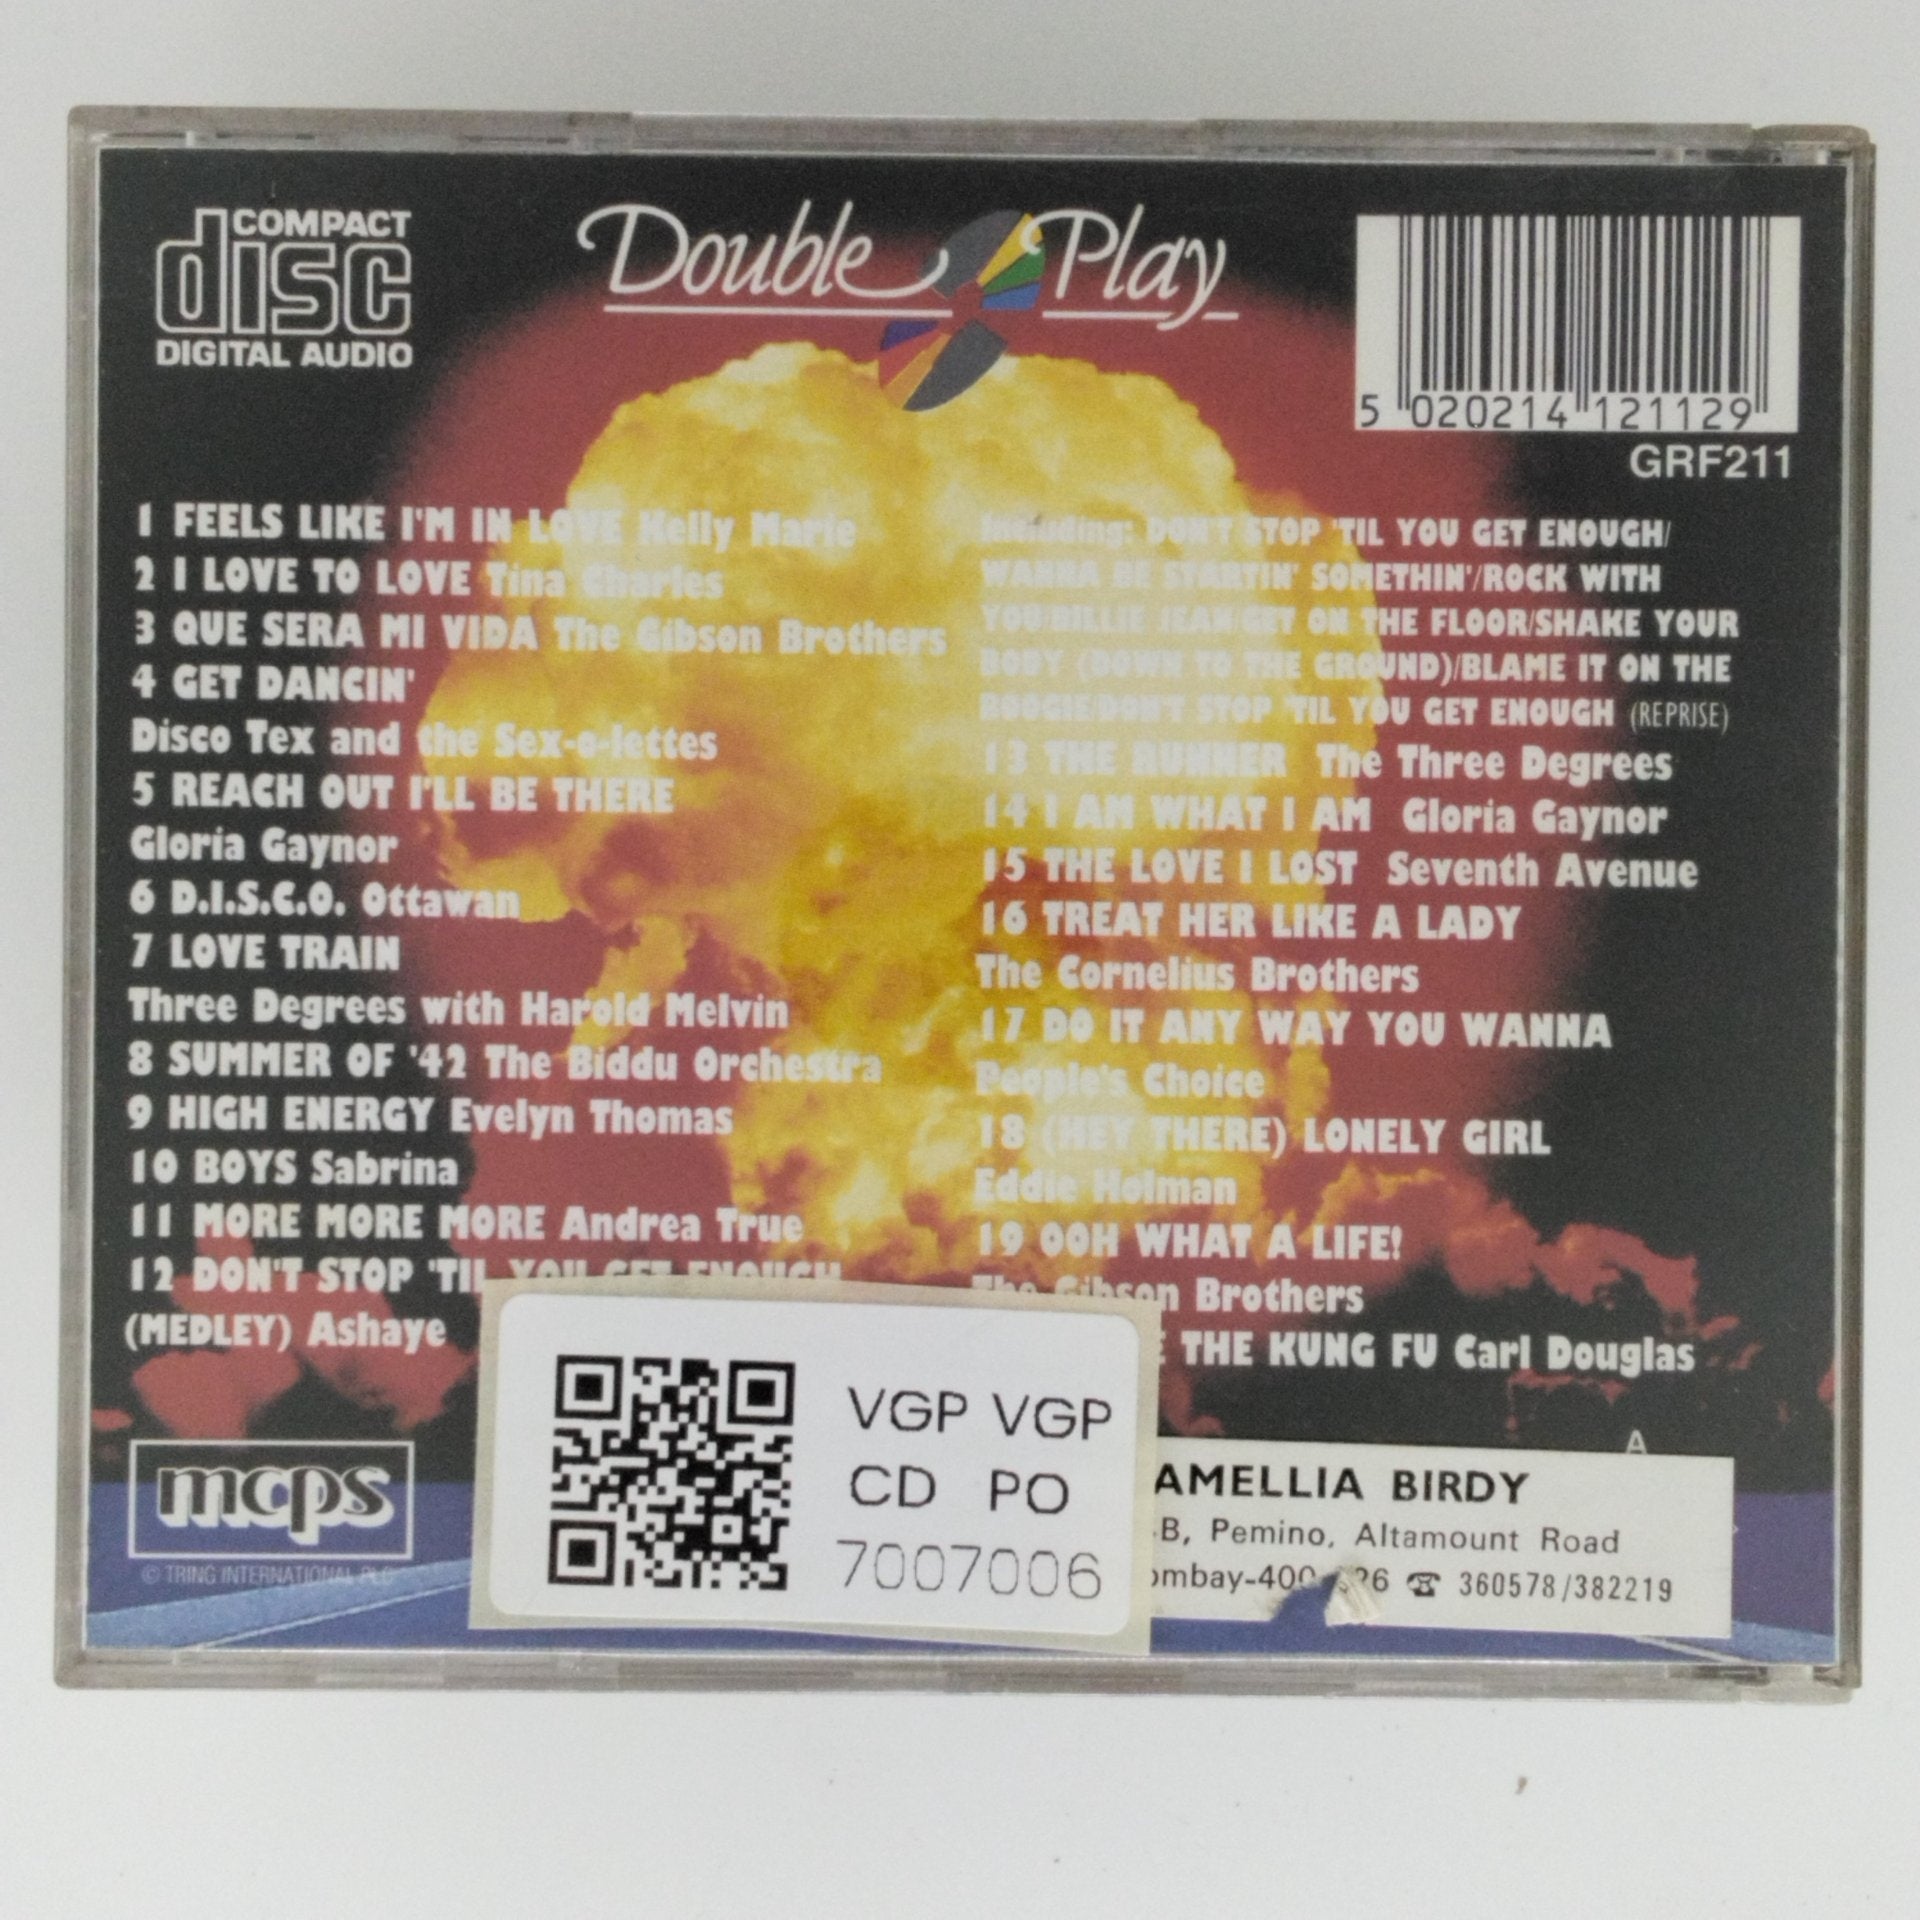 COMPACT
disc
DIGITAL AUDIO
Double Play
5 020214 121129
GRF211
1 FEELS LIKE I'M IN LOVE Kelly Marie
2 I LOVE TO LOVE Tina Charles
3 QUE SERA MI VIDA The Gibson Brothers
4 GET DANCIN'
Disco Tex and the Sex-o-lettes
5 REACH OUT I'LL BE THERE
Gloria Gaynor
6 D.I.S.C.O. Ottawan
7 LOVE TRAIN
Three Degrees with Harold Melvin
8 SUMMER OF '42 The Biddu Orchestra
9 HIGH ENERGY Evelyn Thomas
10 BOYS Sabrina
11 MORE MORE MORE Andrea True
12 DON'T STOP 'TIL YOU GET ENOUGH
(MEDLEY) Ashaye
Including: DON'T STOP 'TIL YOU GET ENOUGH/
WANNA BE STARTIN' SOMETHIN'/ROCK WITH
YOU/BILLIE JEAN/GET ON THE FLOOR/SHAKE YOUR
BODY (DOWN TO THE GROUND)/BLAME IT ON THE
BOOGIE/DON'T STOP 'TIL YOU GET ENOUGH (REPRISE)
13 THE RUNNER The Three Degrees
14 I AM WHAT I AM Gloria Gaynor
15 THE LOVE I LOST Seventh Avenue
16 TREAT HER LIKE A LADY
The Cornelius Brothers
17 DO IT ANY WAY YOU WANNA
People's Choice
18 (HEY THERE) LONELY GIRL
Eddie Holman
19 OOH WHAT A LIFE!
The Gibson Brothers
THE KUNG FU Carl Douglas
mcps
© TRING INTERNATIONAL PLC
VGP VGP
CD PO
7007006
A
AMELLIA BIRDY
B, Pemino, Altamount Road
ombay-400 26 ☎ 360578/382219